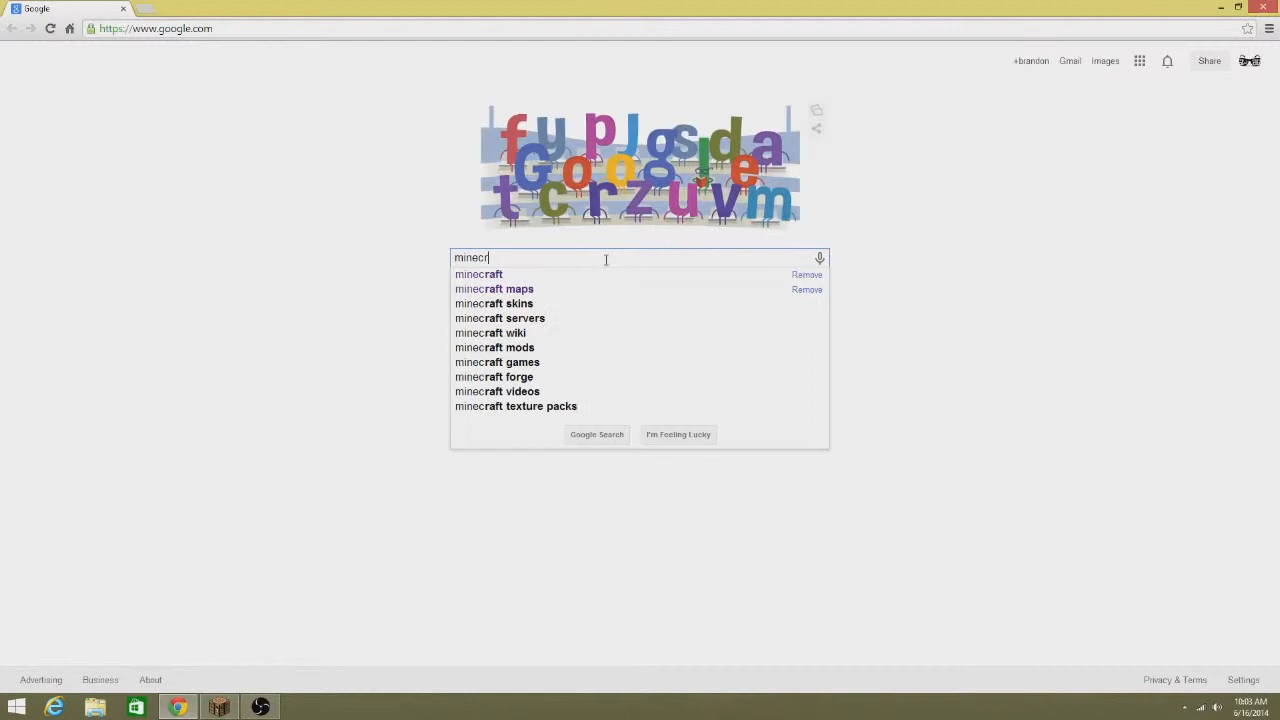 Google
https://www.google.com
+brandon Gmail Images Share
f y p j g s l d a
G o o g l e
t c r z u v m
minecr
minecraft Remove
minecraft maps Remove
minecraft skins
minecraft servers
minecraft wiki
minecraft mods
minecraft games
minecraft forge
minecraft videos
minecraft texture packs
Google Search I'm Feeling Lucky
Advertising Business About Privacy & Terms Settings
10:03 AM
6/16/2014